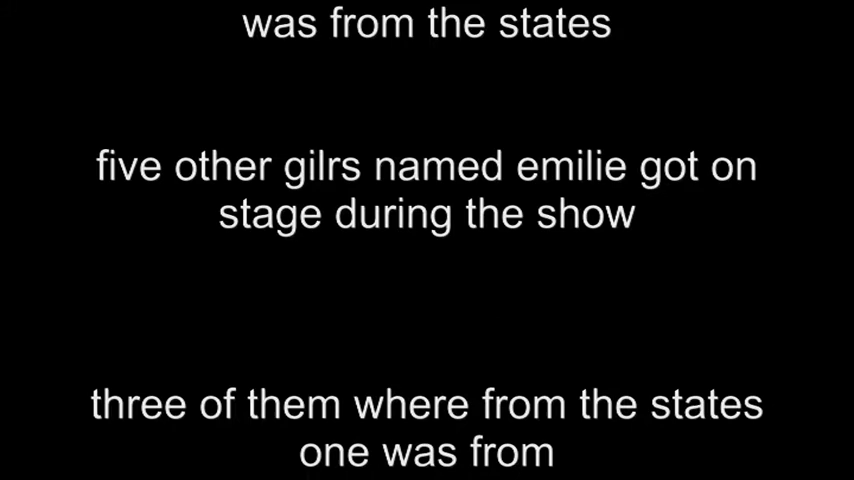 was from the states
five other gilrs named emilie got on
stage during the show
three of them where from the states
one was from